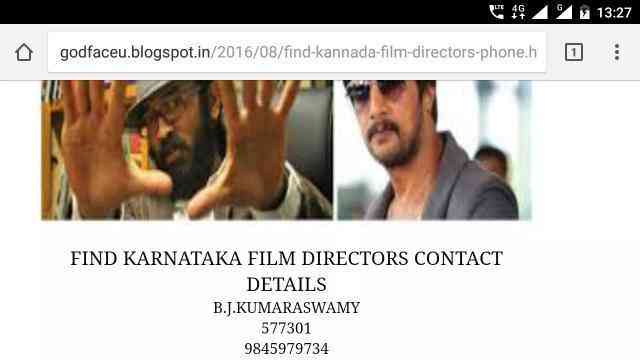 LTE 4G G 13:27
godfaceu.blogspot.in/2016/08/find-kannada-film-directors-phone.h 1
FIND KARNATAKA FILM DIRECTORS CONTACT
DETAILS
B.J.KUMARASWAMY
577301
9845979734